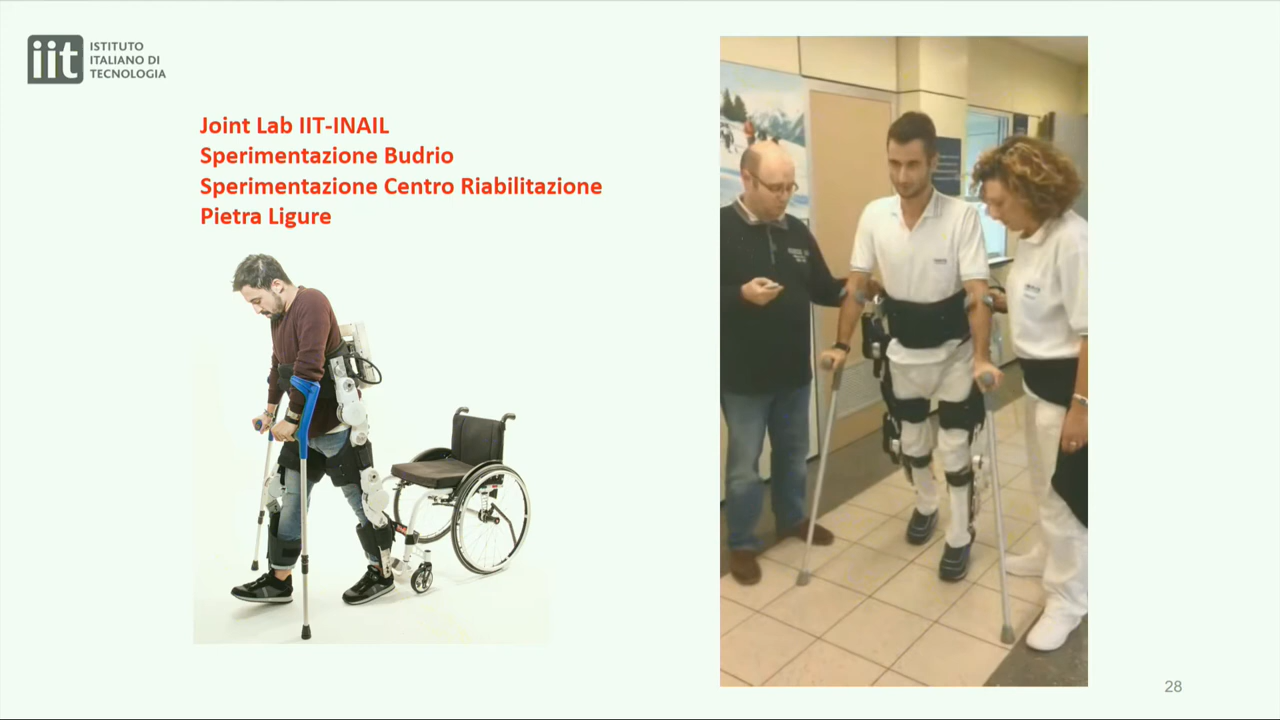 iit ISTITUTO
ITALIANO DI
TECNOLOGIA
Joint Lab IIT-INAIL
Sperimentazione Budrio
Sperimentazione Centro Riabilitazione
Pietra Ligure
28